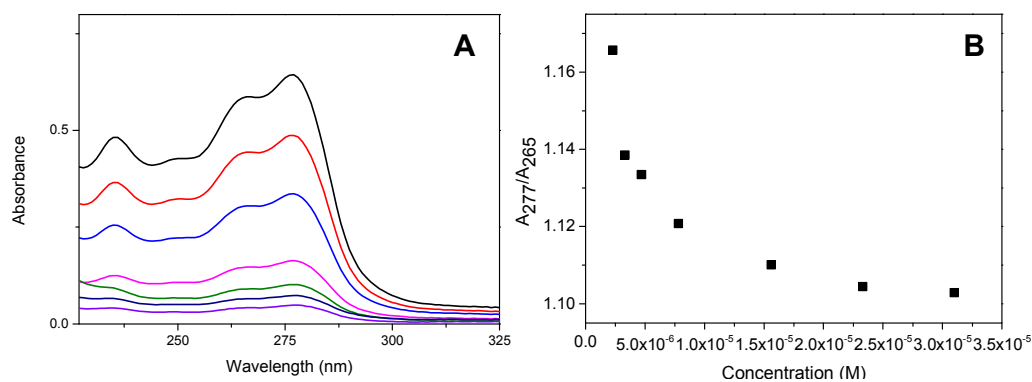 A
0.5
0.0
Absorbance
250
275
300
325
Wavelength (nm)
B
1.16
1.14
1.12
1.10
A277/A265
5.0x10-6
1.0x10-5
1.5x10-5
2.0x10-5
2.5x10-5
3.0x10-5
3.5x10-5
Concentration (M)